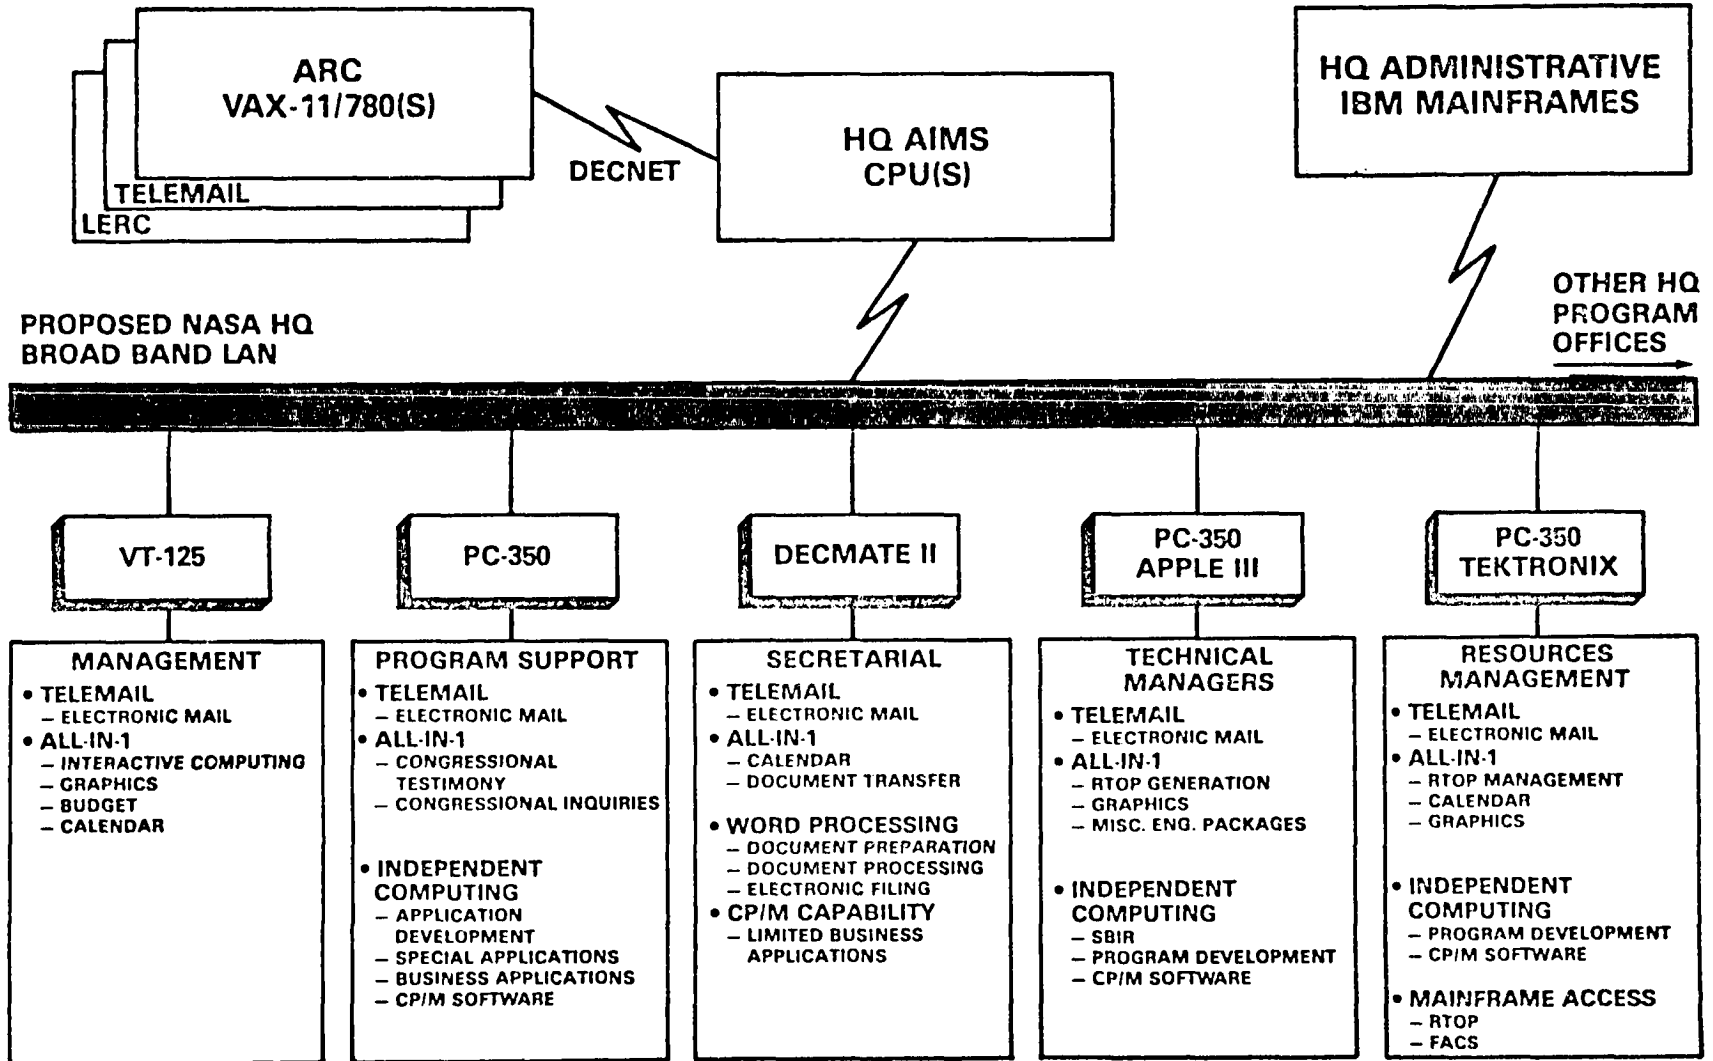 ARC
VAX-11/780(S)
TELEMAIL
LERC
DECNET
HQ AIMS
CPU(S)
HQ ADMINISTRATIVE
IBM MAINFRAMES
PROPOSED NASA HQ
BROAD BAND LAN
OTHER HQ
PROGRAM
OFFICES
VT-125
PC-350
DECMATE II
PC-350
APPLE III
PC-350
TEKTRONIX
MANAGEMENT
• TELEMAIL
– ELECTRONIC MAIL
• ALL-IN-1
– INTERACTIVE COMPUTING
– GRAPHICS
– BUDGET
– CALENDAR
PROGRAM SUPPORT
• TELEMAIL
– ELECTRONIC MAIL
• ALL-IN-1
– CONGRESSIONAL
TESTIMONY
– CONGRESSIONAL INQUIRIES
• INDEPENDENT
COMPUTING
– APPLICATION
DEVELOPMENT
– SPECIAL APPLICATIONS
– BUSINESS APPLICATIONS
– CP/M SOFTWARE
SECRETARIAL
• TELEMAIL
– ELECTRONIC MAIL
• ALL-IN-1
– CALENDAR
– DOCUMENT TRANSFER
• WORD PROCESSING
– DOCUMENT PREPARATION
– DOCUMENT PROCESSING
– ELECTRONIC FILING
• CP/M CAPABILITY
– LIMITED BUSINESS
APPLICATIONS
TECHNICAL
MANAGERS
• TELEMAIL
– ELECTRONIC MAIL
• ALL-IN-1
– RTOP GENERATION
– GRAPHICS
– MISC. ENG. PACKAGES
• INDEPENDENT
COMPUTING
– SBIR
– PROGRAM DEVELOPMENT
– CP/M SOFTWARE
RESOURCES
MANAGEMENT
• TELEMAIL
– ELECTRONIC MAIL
• ALL-IN-1
– RTOP MANAGEMENT
– CALENDAR
– GRAPHICS
• INDEPENDENT
COMPUTING
– PROGRAM DEVELOPMENT
– CP/M SOFTWARE
• MAINFRAME ACCESS
– RTOP
– FACS